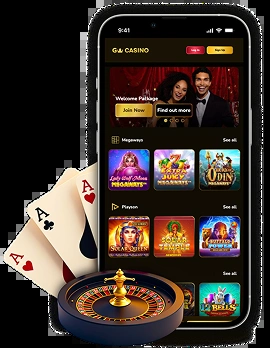 A
A
A
9:41
GO CASINO
Log in
Sign Up
Welcome Package
Join Now
Find out more
Megaways
See all
Lady Wolf Moon
MEGAWAYS
EXTRA
JUICY
MEGAWAYS
ODIN
MEGAWAYS
Playson
See all
SOLAR QUEEN
BUFFALO
POWER
See all
BELLS